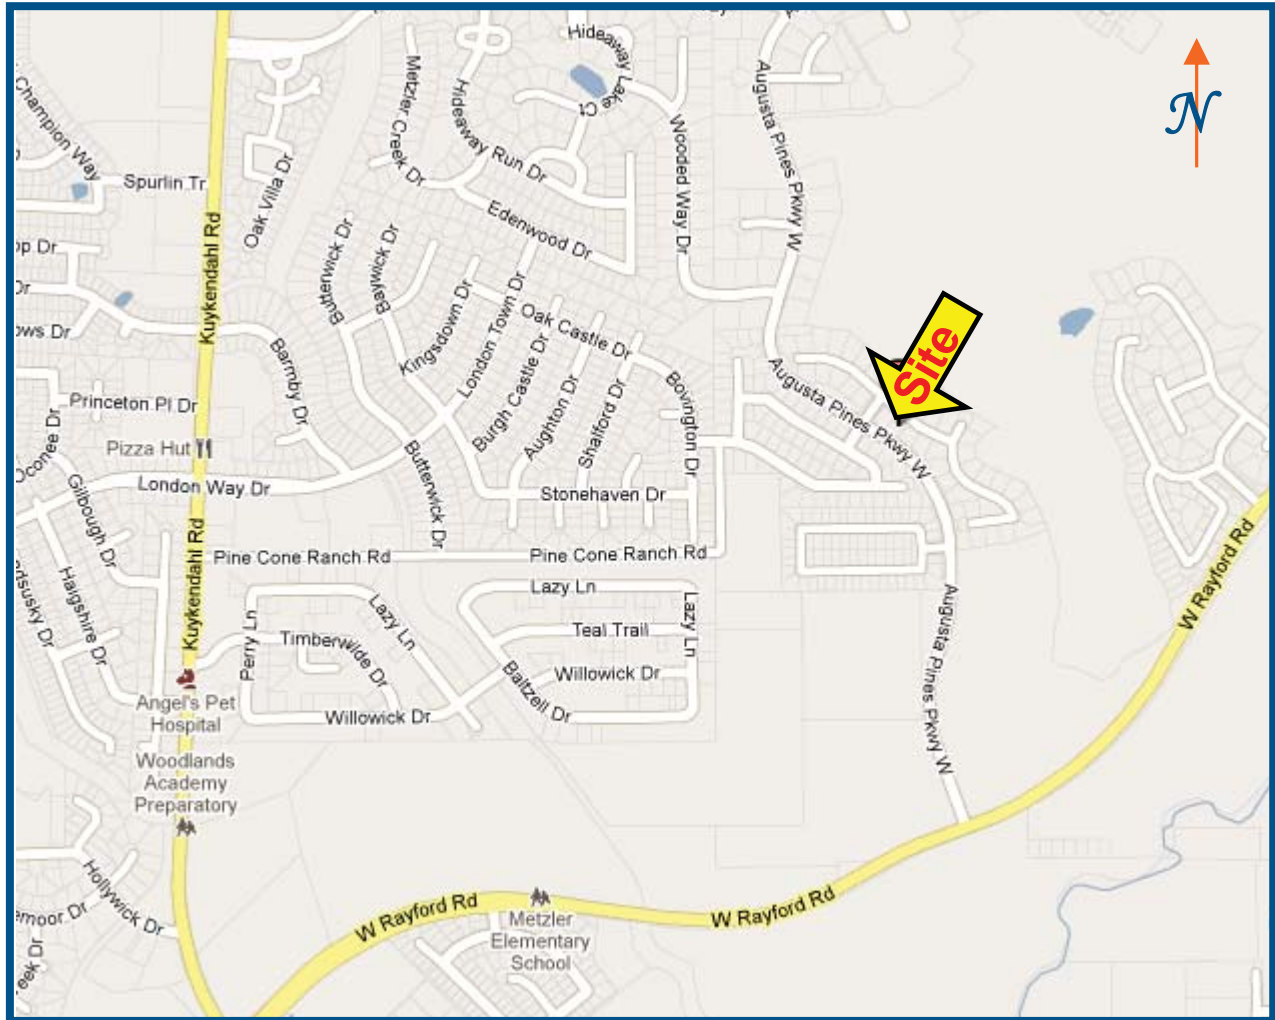 Hideaway Lake Ct
N
Champion Way
Metzler Creek Dr
Hideaway Run Dr
Augusta Pines Pkwy W
Wooded Way Dr
Spurlin Tr
Oak Villa Dr
Edenwood Dr
Kuykendahl Rd
Butterwick Dr
Baywick Dr
Kingsdown Dr
London Town Dr
Oak Castle Dr
Site
Barmby Dr
Burgh Castle Dr
Aughton Dr
Shalford Dr
Bovington Dr
Augusta Pines Pkwy W
Princeton Pl Dr
Oconee Dr
Pizza Hut
London Way Dr
Butterwick Dr
Stonehaven Dr
Gilbough Dr
Kuykendahl Rd
Pine Cone Ranch Rd
Pine Cone Ranch Rd
W Rayford Rd
Haigshire Dr
Perry Ln
Lazy Ln
Lazy Ln
Lazy Ln
Augusta Pines Pkwy W
Timberwilde Dr
Teal Trail
Willowick Dr
Baltzell Dr
Willowick Dr
Angel's Pet
Hospital
Woodlands
Academy
Preparatory
Hollywick Dr
W Rayford Rd
W Rayford Rd
Metzler
Elementary
School